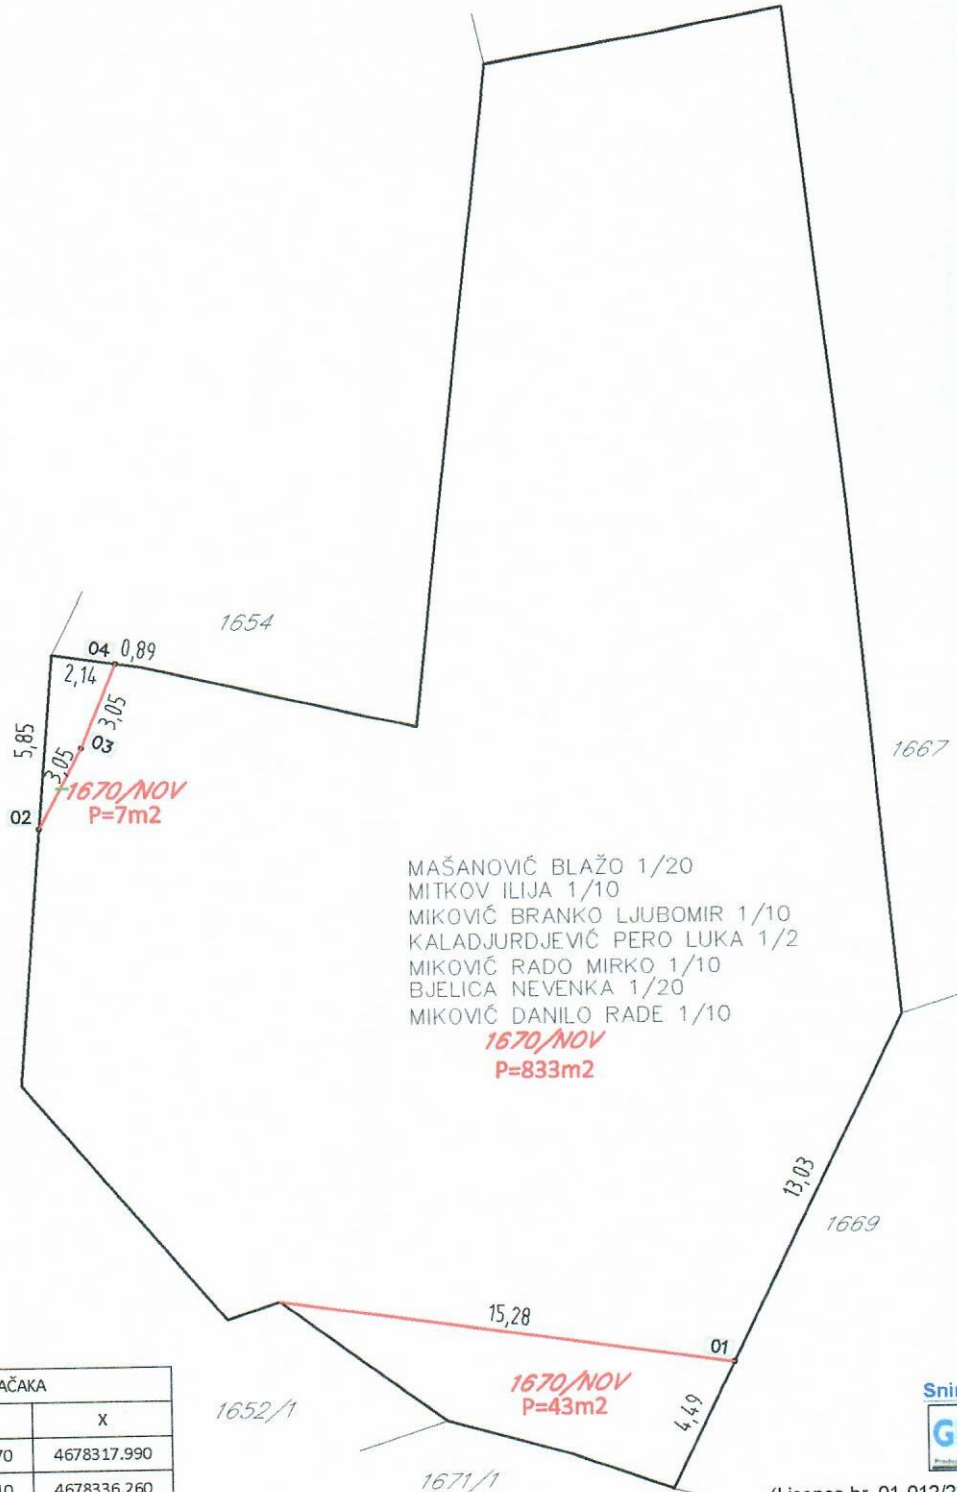 1654
04 0,89
2,14
3,05
03
5,85
3,05
1670/NOV
P=7m2
02
1667
MAŠANOVIĆ BLAŽO 1/20
MITKOV ILIJA 1/10
MIKOVIĆ BRANKO LJUBOMIR 1/10
KALADJURDJEVIĆ PERO LUKA 1/2
MIKOVIĆ RADO MIRKO 1/10
BJELICA NEVENKA 1/20
MIKOVIĆ DANILO RADE 1/10
1670/NOV
P=833m2
13,03
1669
15,28
01
1670/NOV
P=43m2
4,49
1652/1
1671/1
AČAKA
X
70 4678317.990
4678336.260
Snir
G